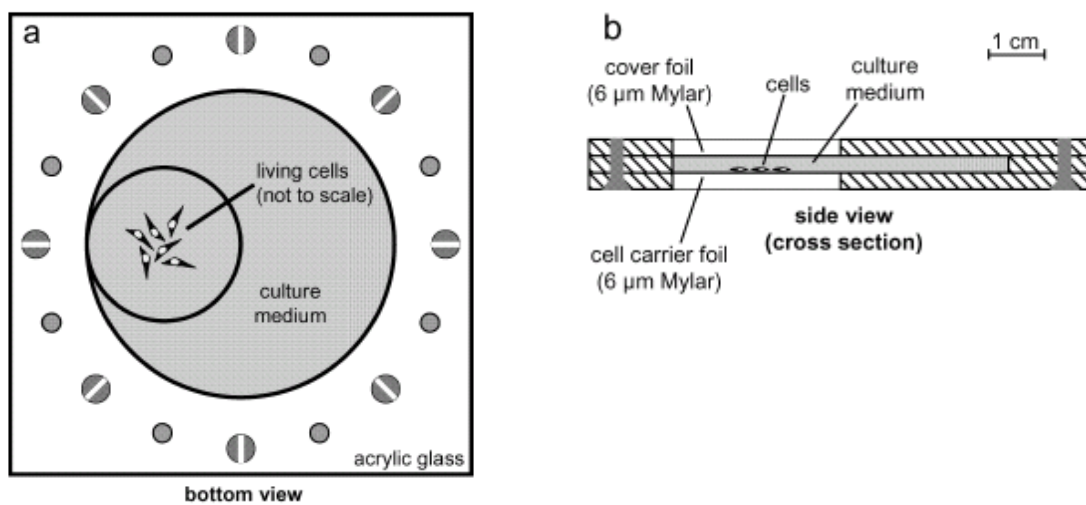 a
living cells
(not to scale)
culture
medium
acrylic glass
bottom view
b
1 cm
cover foil
(6 µm Mylar)
cells
culture
medium
side view
(cross section)
cell carrier foil
(6 µm Mylar)